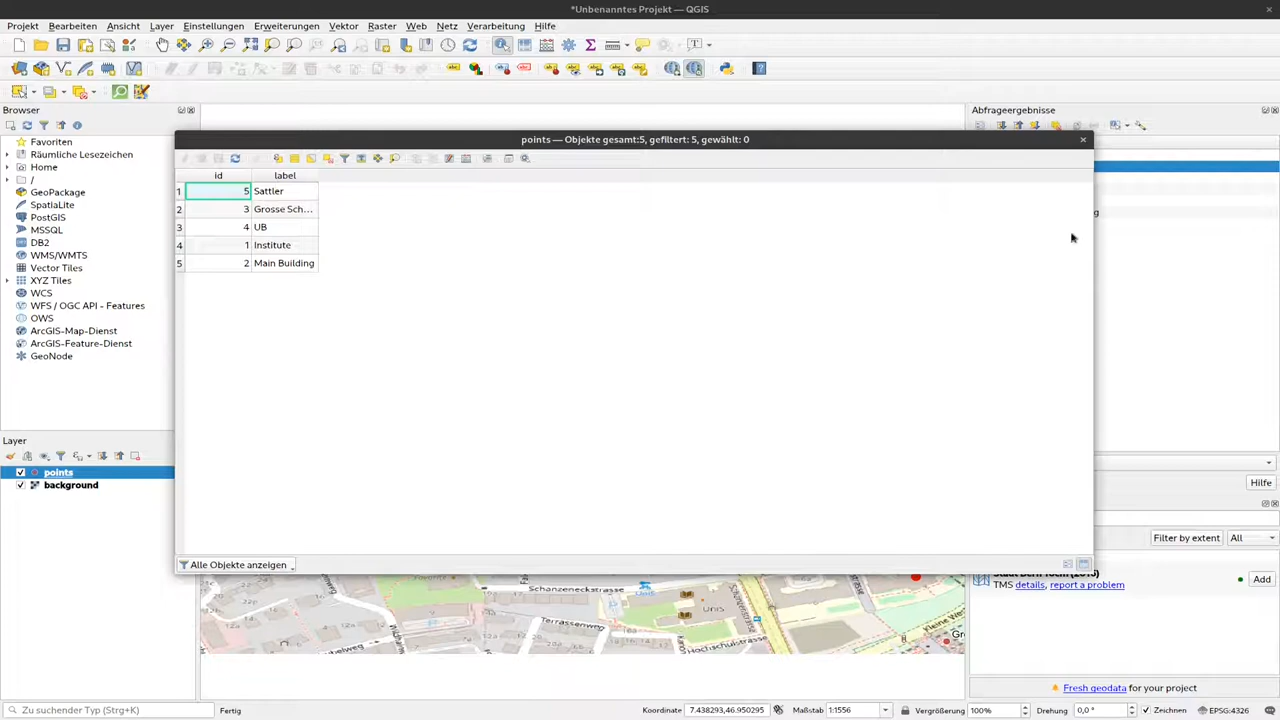 *Unbenanntes Projekt — QGIS
Projekt Bearbeiten Ansicht Layer Einstellungen Erweiterungen Vektor Raster Web Netz Verarbeitung Hilfe
Browser
Abfrageergebnisse
points — Objekte gesamt:5, gefiltert: 5, gewählt: 0
id label
1 5 Sattler
2 3 Grosse Sch...
3 4 UB
4 1 Institute
5 2 Main Building
Favoriten
Räumliche Lesezeichen
Home
/
GeoPackage
SpatiaLite
PostGIS
MSSQL
DB2
WMS/WMTS
Vector Tiles
XYZ Tiles
WCS
WFS / OGC API - Features
OWS
ArcGIS-Map-Dienst
ArcGIS-Feature-Dienst
GeoNode
Layer
points
background
Alle Objekte anzeigen
Hilfe
Filter by extent All
TMS details, report a problem
Add
Schanzeneckstrasse
UniS
Terrassenweg
Hochschulstrasse
Fresh geodata for your project
Zu suchender Typ (Strg+K) Fertig Koordinate 7.438293,46.950295 Maßstab 1:1556 Vergrößerung 100% Drehung 0,0 ° Zeichnen EPSG:4326